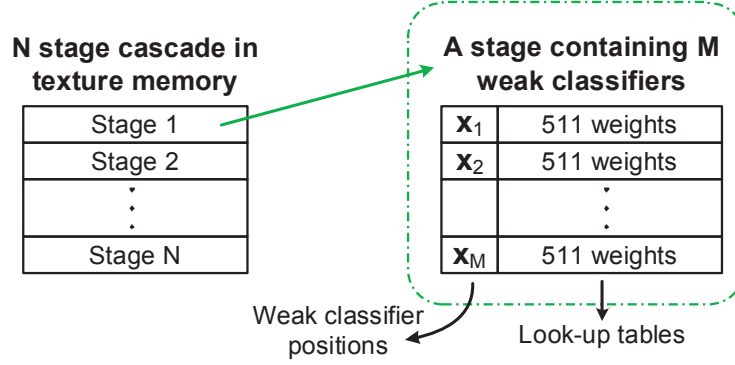 N stage cascade in
texture memory
Stage 1
Stage 2
Stage N
A stage containing M
weak classifiers
x1 511 weights
x2 511 weights
xM 511 weights
Weak classifier
positions
Look-up tables